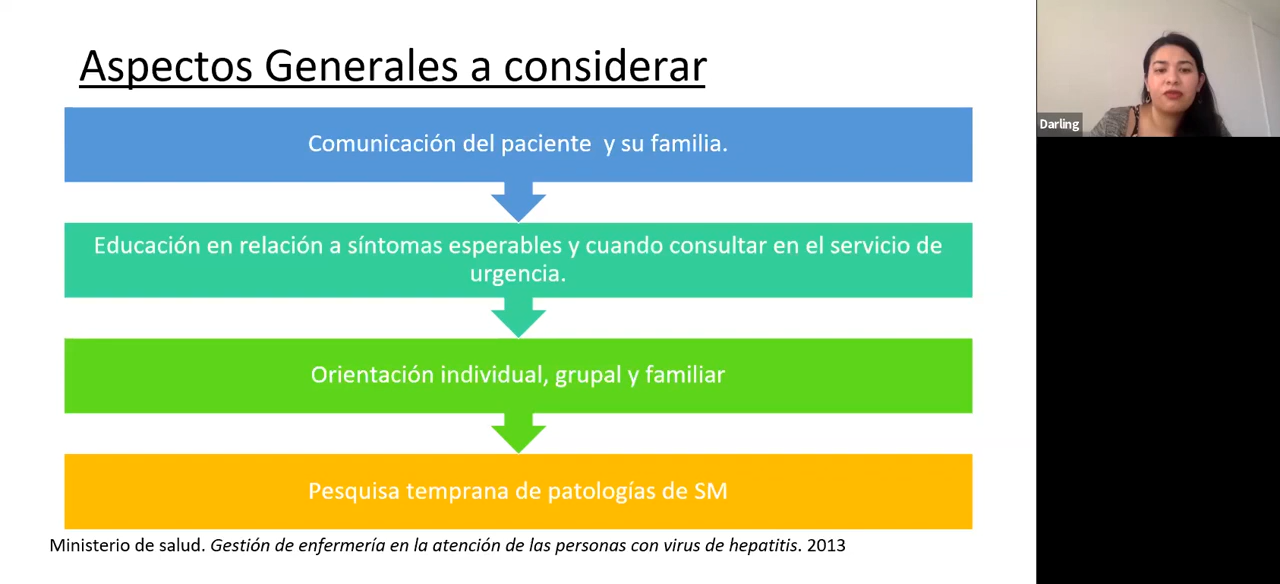 Aspectos Generales a considerar
Comunicación del paciente  y su familia.
Educación en relación a síntomas esperables y cuando consultar en el servicio de
urgencia.
Orientación individual, grupal y familiar
Pesquisa temprana de patologías de SM
Ministerio de salud. Gestión de enfermería en la atención de las personas con virus de hepatitis. 2013
Darling